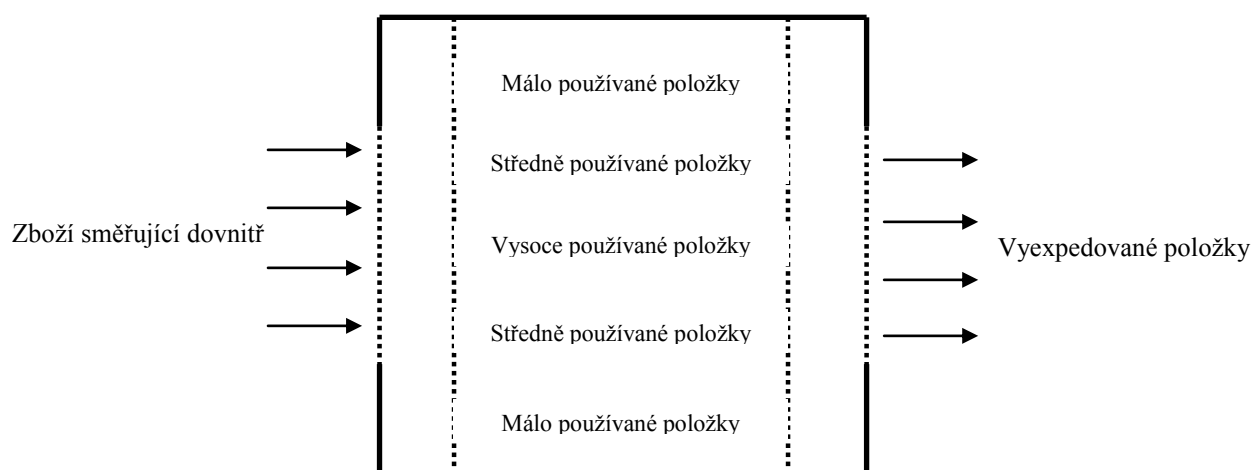 Málo používané položky
Středně používané položky
Zboží směřující dovnitř
Vysoce používané položky
Vyexpedované položky
Středně používané položky
Málo používané položky